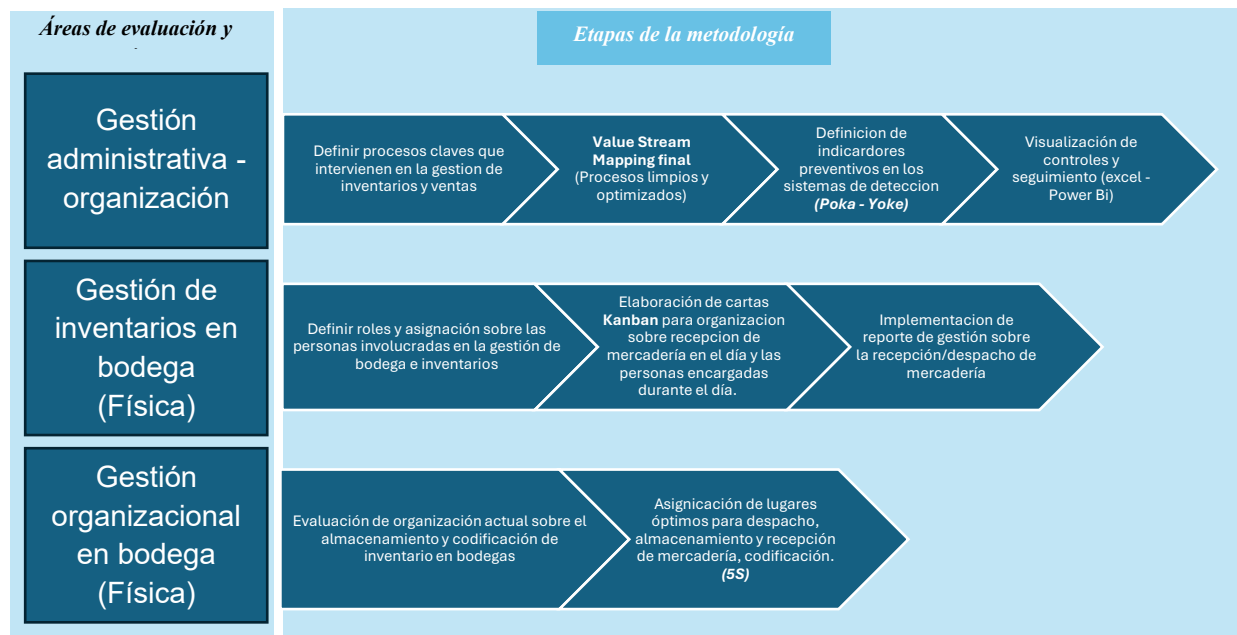 Áreas de evaluación y
Etapas de la metodología
Gestión
administrativa -
organización
Definir procesos claves que
intervienen en la gestion de
inventarios y ventas
Value Stream
Mapping final
(Procesos limpios y
optimizados)
Definicion de
indicardores
preventivos en los
sistemas de deteccion
(Poka - Yoke)
Visualización de
controles y
seguimiento (excel -
Power Bi)
Gestión de
inventarios en
bodega
(Física)
Definir roles y asignación sobre las
personas involucradas en la gestión de
bodega e inventarios
Elaboración de cartas
Kanban para organizacion
sobre recepcion de
mercadería en el día y las
personas encargadas
durante el día.
Implementacion de
reporte de gestión sobre
la recepción/despacho de
mercadería
Gestión
organizacional
en bodega
(Física)
Evaluación de organización actual sobre el
almacenamiento y codificación de
inventario en bodegas
Asignicación de lugares
óptimos para despacho,
almacenamiento y recepción
de mercadería, codificación.
(5S)